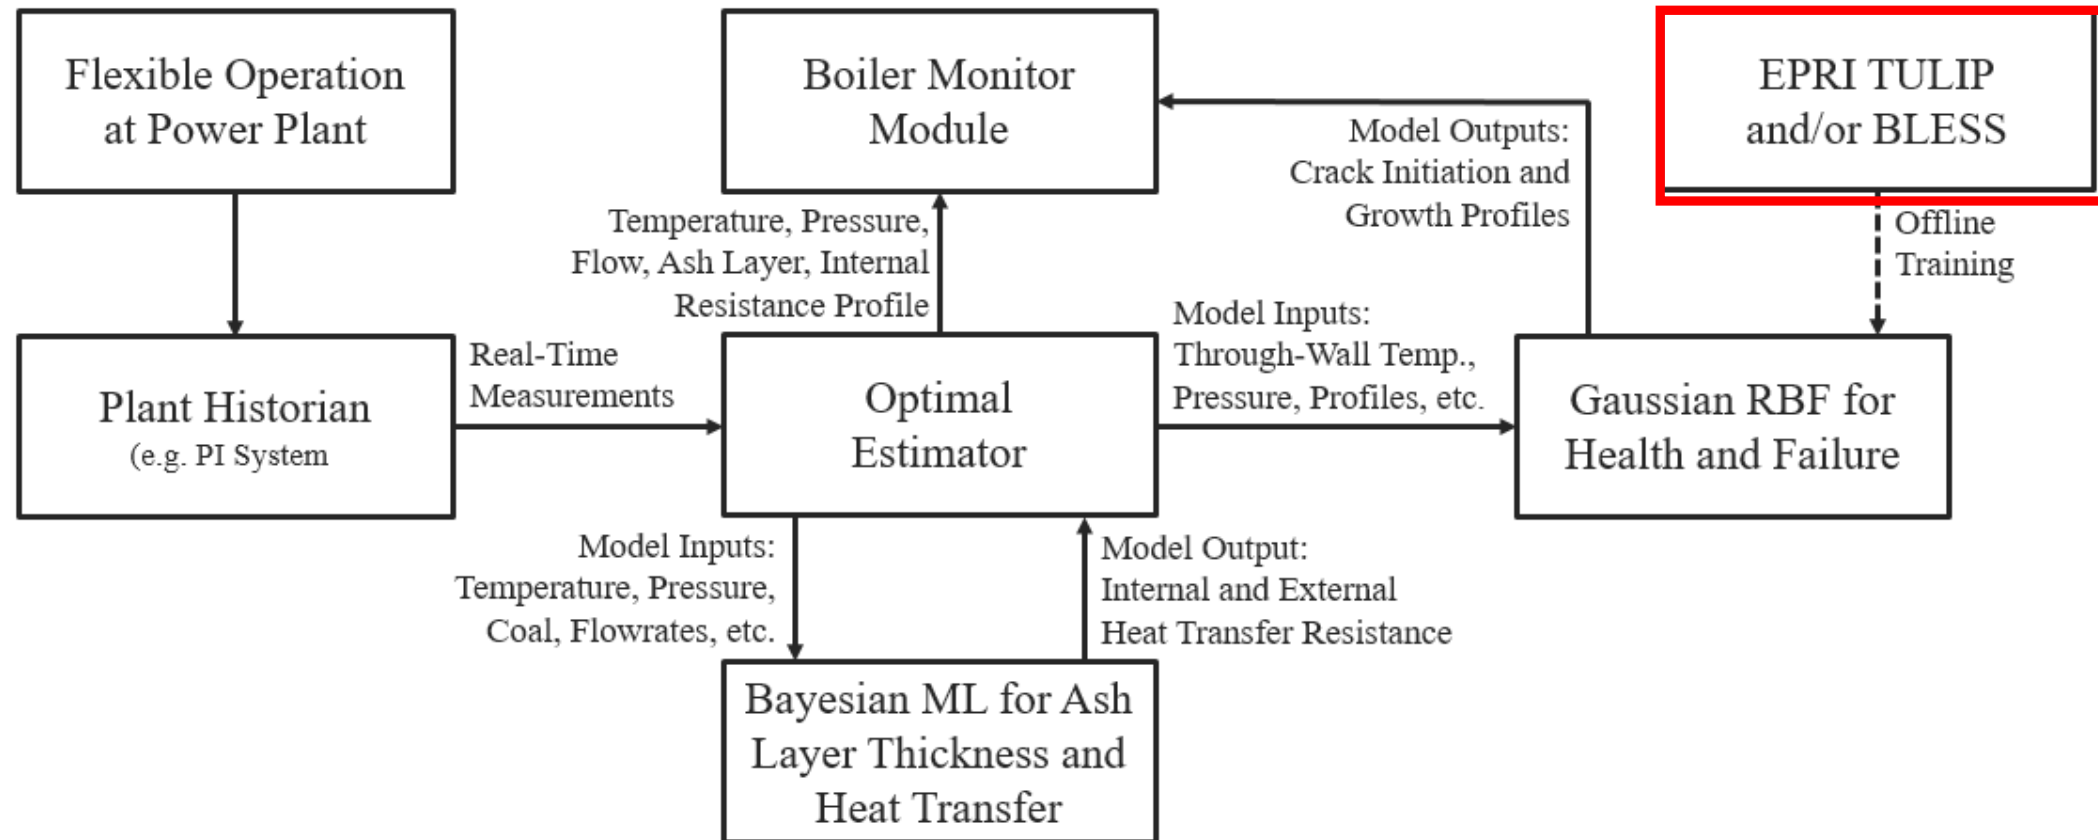 Flexible Operation
at Power Plant
Boiler Monitor
Module
EPRI TULIP
and/or BLESS
Model Outputs:
Crack Initiation and
Growth Profiles
Temperature, Pressure,
Flow, Ash Layer, Internal
Resistance Profile
Offline
Training
Plant Historian
(e.g. PI System
Real-Time
Measurements
Optimal
Estimator
Model Inputs:
Through-Wall Temp.,
Pressure, Profiles, etc.
Gaussian RBF for
Health and Failure
Model Inputs:
Temperature, Pressure,
Coal, Flowrates, etc.
Model Output:
Internal and External
Heat Transfer Resistance
Bayesian ML for Ash
Layer Thickness and
Heat Transfer